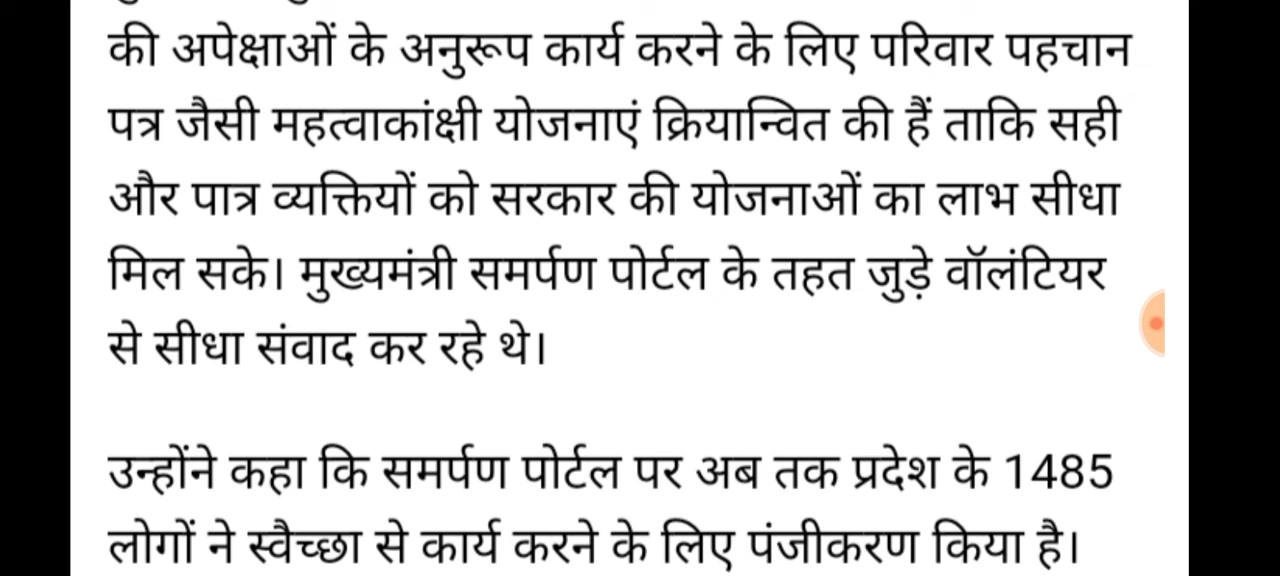 की अपेक्षाओं के अनुरूप कार्य करने के लिए परिवार पहचान
पत्र जैसी महत्वाकांक्षी योजनाएं क्रियान्वित की हैं ताकि सही
और पात्र व्यक्तियों को सरकार की योजनाओं का लाभ सीधा
मिल सके। मुख्यमंत्री समर्पण पोर्टल के तहत जुड़े वॉलंटियर
से सीधा संवाद कर रहे थे।
उन्होंने कहा कि समर्पण पोर्टल पर अब तक प्रदेश के 1485
लोगों ने स्वैच्छा से कार्य करने के लिए पंजीकरण किया है।